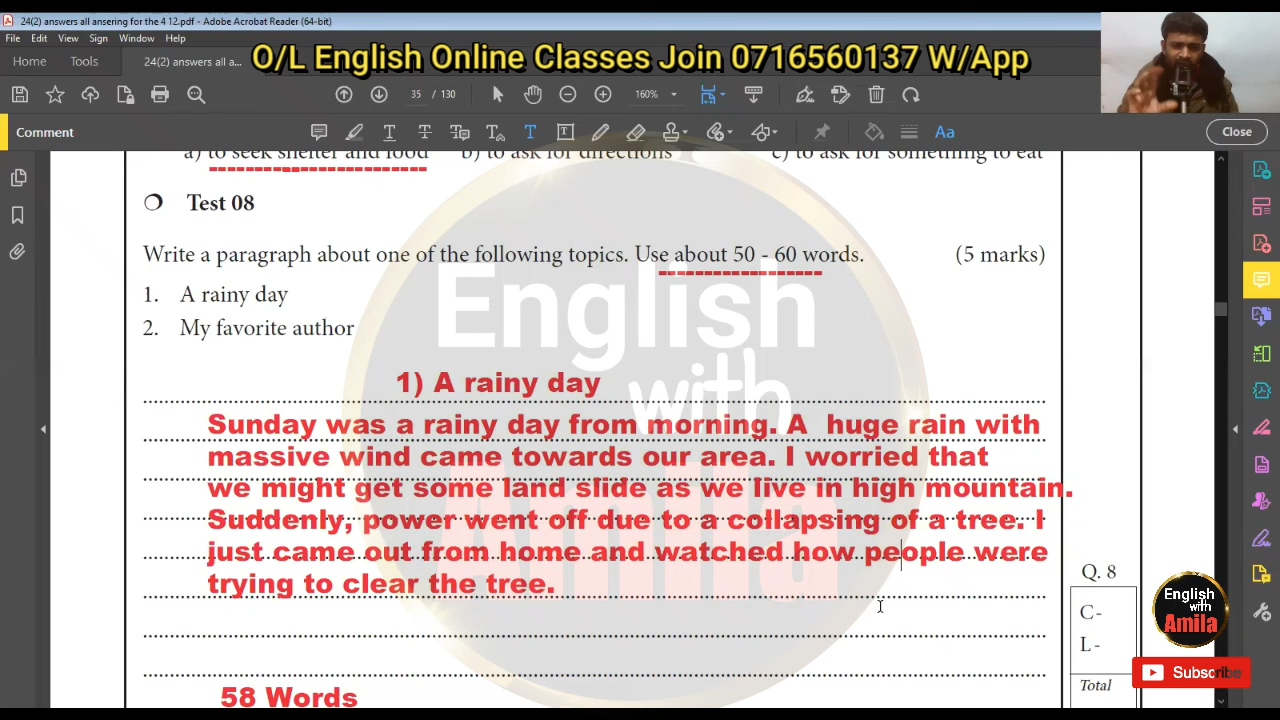 24(2) answers all ansering for the 4 12.pdf - Adobe Acrobat Reader (64-bit)
File Edit View Sign Window Help
Home Tools 24(2) answers all a...
O/L English Online Classes Join 0716560137 W/App
35 / 130 160%
Comment Close
a) to seek shelter and food b) to ask for directions c) to ask for something to eat
Test 08
Write a paragraph about one of the following topics. Use about 50 - 60 words. (5 marks)
1. A rainy day
2. My favorite author
English
with
Amila
1) A rainy day
Sunday was a rainy day from morning. A huge rain with
massive wind came towards our area. I worried that
we might get some land slide as we live in high mountain.
Suddenly, power went off due to a collapsing of a tree. I
just came out from home and watched how people were
trying to clear the tree.
58 Words
Q. 8
C-
L -
Total
English
with
Amila
Subscribe